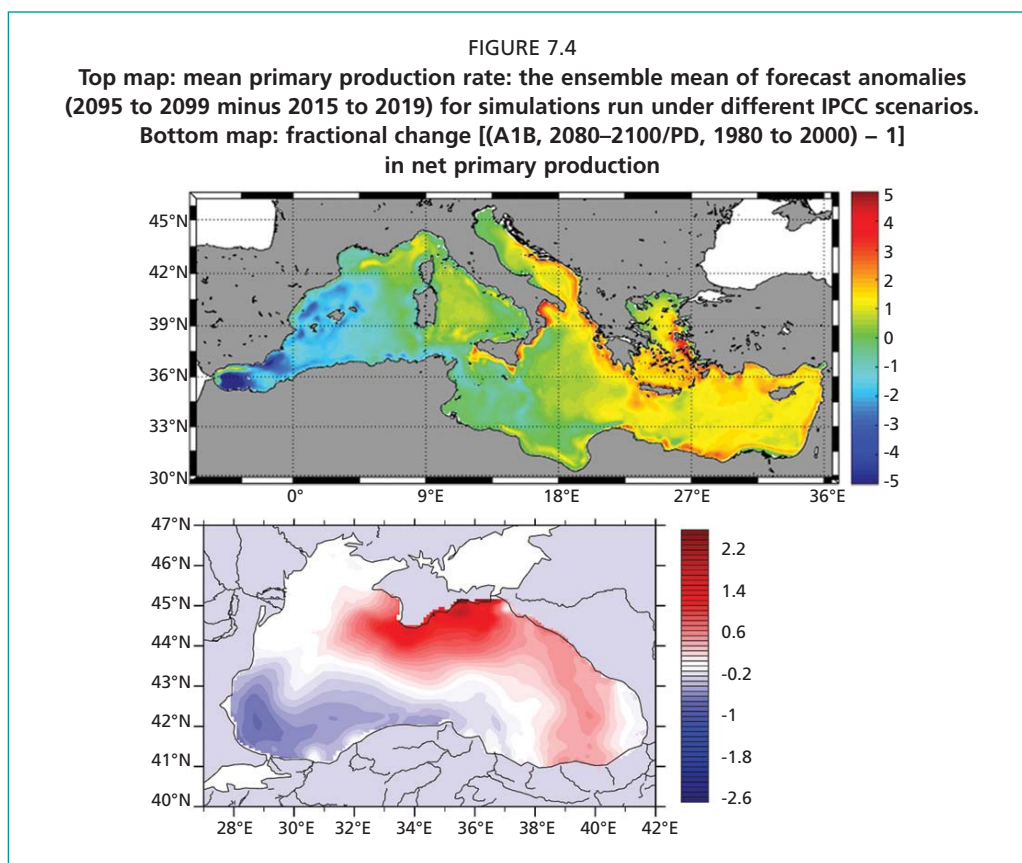 FIGURE 7.4
Top map: mean primary production rate: the ensemble mean of forecast anomalies
(2095 to 2099 minus 2015 to 2019) for simulations run under different IPCC scenarios.
Bottom map: fractional change [(A1B, 2080–2100/PD, 1980 to 2000) – 1]
in net primary production
45°N
42°N
39°N
36°N
33°N
30°N
0°
9°E
18°E
27°E
36°E
5
4
3
2
1
0
-1
-2
-3
-4
-5
47°N
46°N
45°N
44°N
43°N
42°N
41°N
40°N
28°E
30°E
32°E
34°E
36°E
38°E
40°E
42°E
2.2
1.4
0.6
-0.2
-1
-1.8
-2.6